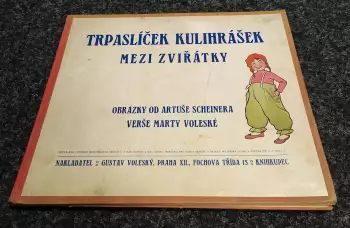 TRPASLÍČEK KULIHRÁŠEK
MEZI ZVIŘÁTKY
OBRÁZKY OD ARTUŠE SCHEINERA
VERŠE MARTY VOLESKÉ
NAKLADATEL : GUSTAV VOLESKÝ, PRAHA XII., FOCHOVA TŘÍDA 15 : KNIHKUPEC